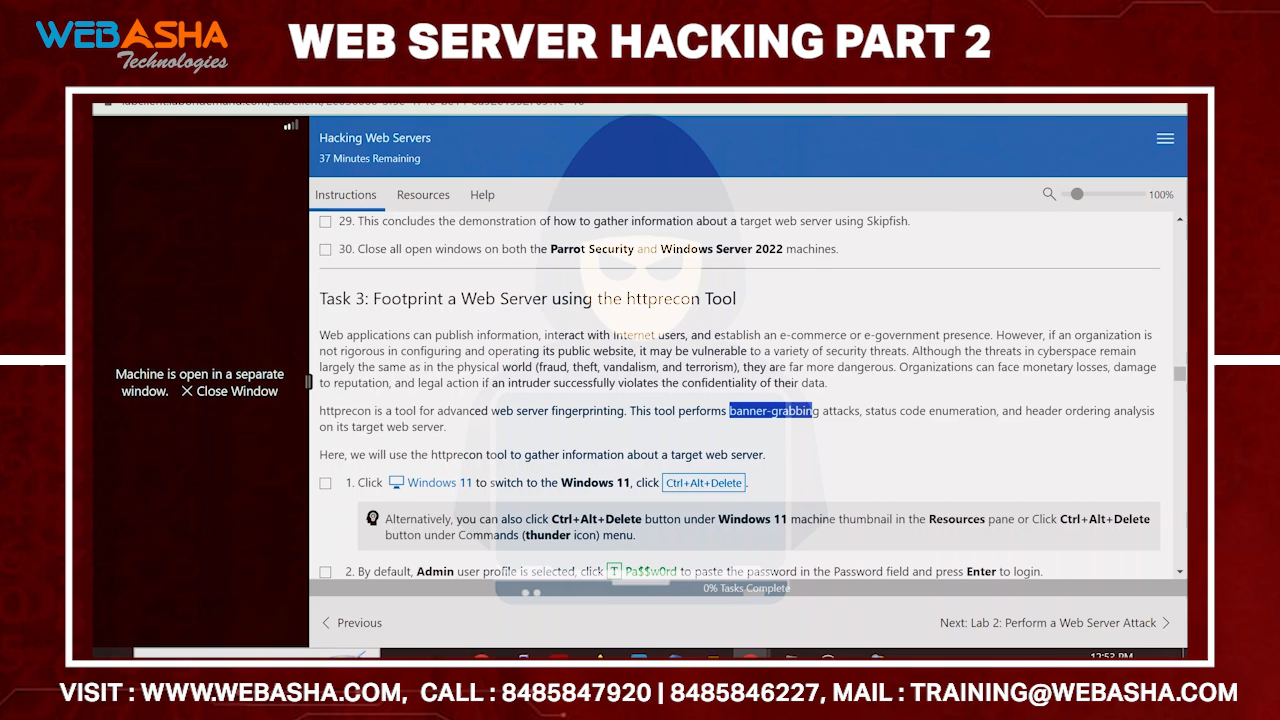 WEBASHA
Technologies
WEB SERVER HACKING PART 2
Hacking Web Servers
37 Minutes Remaining
Instructions Resources Help
100%
29. This concludes the demonstration of how to gather information about a target web server using Skipfish.
30. Close all open windows on both the Parrot Security and Windows Server 2022 machines.
Task 3: Footprint a Web Server using the httprecon Tool
Web applications can publish information, interact with Internet users, and establish an e-commerce or e-government presence. However, if an organization is
not rigorous in configuring and operating its public website, it may be vulnerable to a variety of security threats. Although the threats in cyberspace remain
largely the same as in the physical world (fraud, theft, vandalism, and terrorism), they are far more dangerous. Organizations can face monetary losses, damage
to reputation, and legal action if an intruder successfully violates the confidentiality of their data.
httprecon is a tool for advanced web server fingerprinting. This tool performs banner-grabbing attacks, status code enumeration, and header ordering analysis
on its target web server.
Here, we will use the httprecon tool to gather information about a target web server.
1. Click Windows 11 to switch to the Windows 11, click Ctrl+Alt+Delete.
Alternatively, you can also click Ctrl+Alt+Delete button under Windows 11 machine thumbnail in the Resources pane or Click Ctrl+Alt+Delete
button under Commands (thunder icon) menu.
2. By default, Admin user profile is selected, click T Pa$$w0rd to paste the password in the Password field and press Enter to login.
0% Tasks Complete
Previous
Next: Lab 2: Perform a Web Server Attack
Machine is open in a separate
window. Close Window
12:53 PM
VISIT : WWW.WEBASHA.COM, CALL : 8485847920 | 8485846227, MAIL : TRAINING@WEBASHA.COM